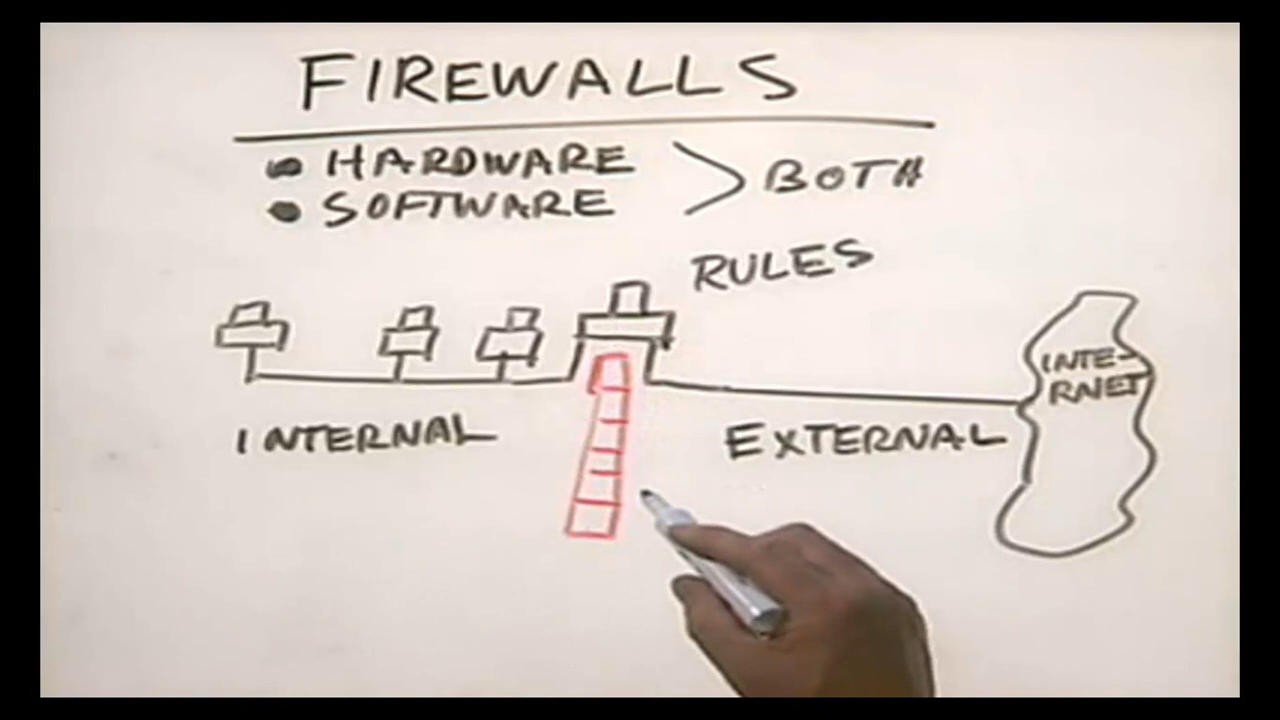 FIREWALLS
• HARDWARE
• SOFTWARE
BOTH
RULES
INTE-
RNET
INTERNAL
EXTERNAL